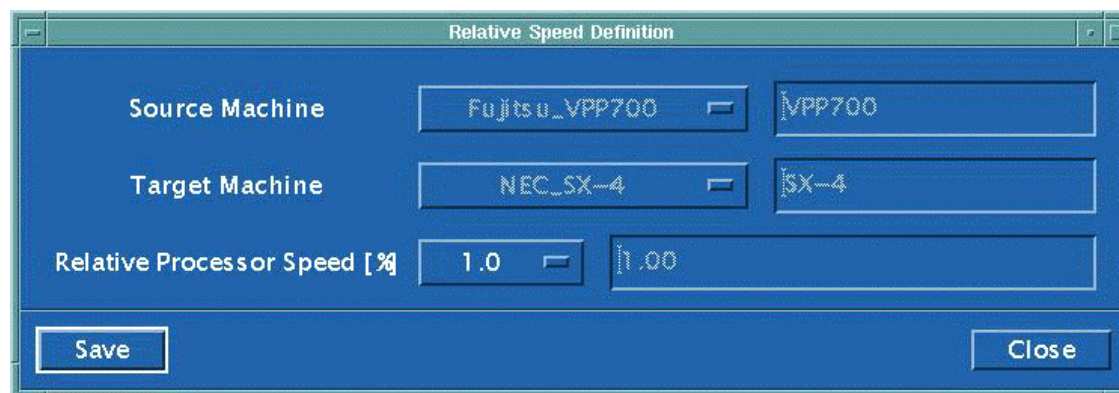 Relative Speed Definition
Source Machine Fujitsu_VPP700 VPP700
Target Machine NEC_SX-4 SX-4
Relative Processor Speed [%] 1.0 1.00
Save Close